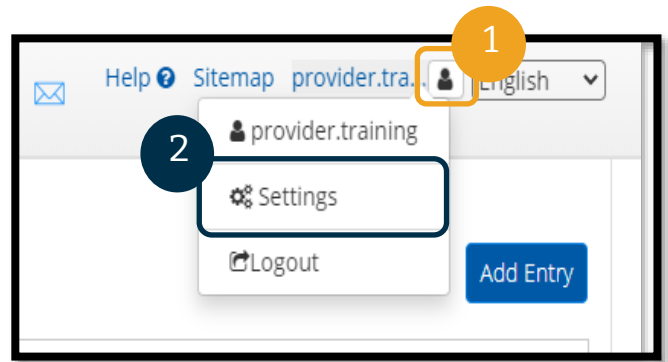 1
Help Sitemap provider.tra... English
provider.training
2
Settings
Logout
Add Entry